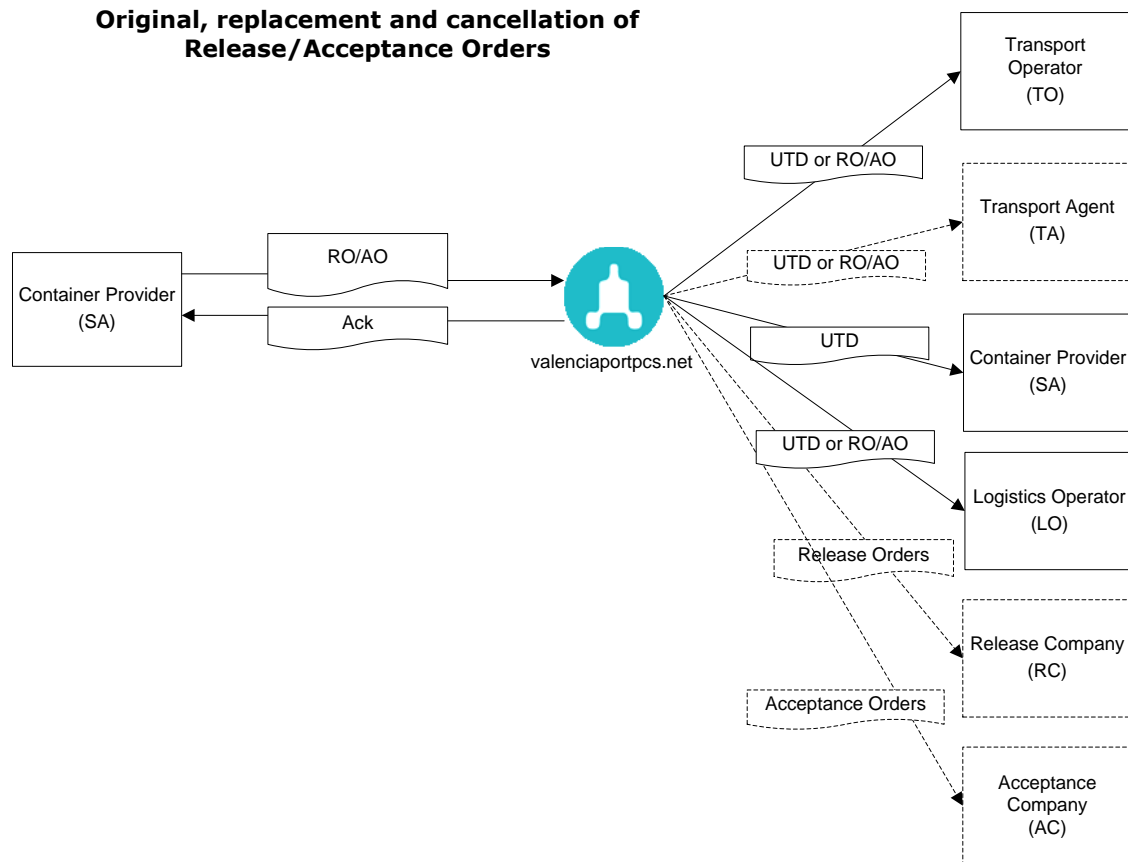 Original, replacement and cancellation of
Release/Acceptance Orders
Transport
Operator
(TO)
UTD or RO/AO
Transport Agent
(TA)
UTD or RO/AO
RO/AO
Container Provider
(SA)
Ack
valenciaportpcs.net
UTD
Container Provider
(SA)
UTD or RO/AO
Logistics Operator
(LO)
Release Orders
Release Company
(RC)
Acceptance Orders
Acceptance
Company
(AC)